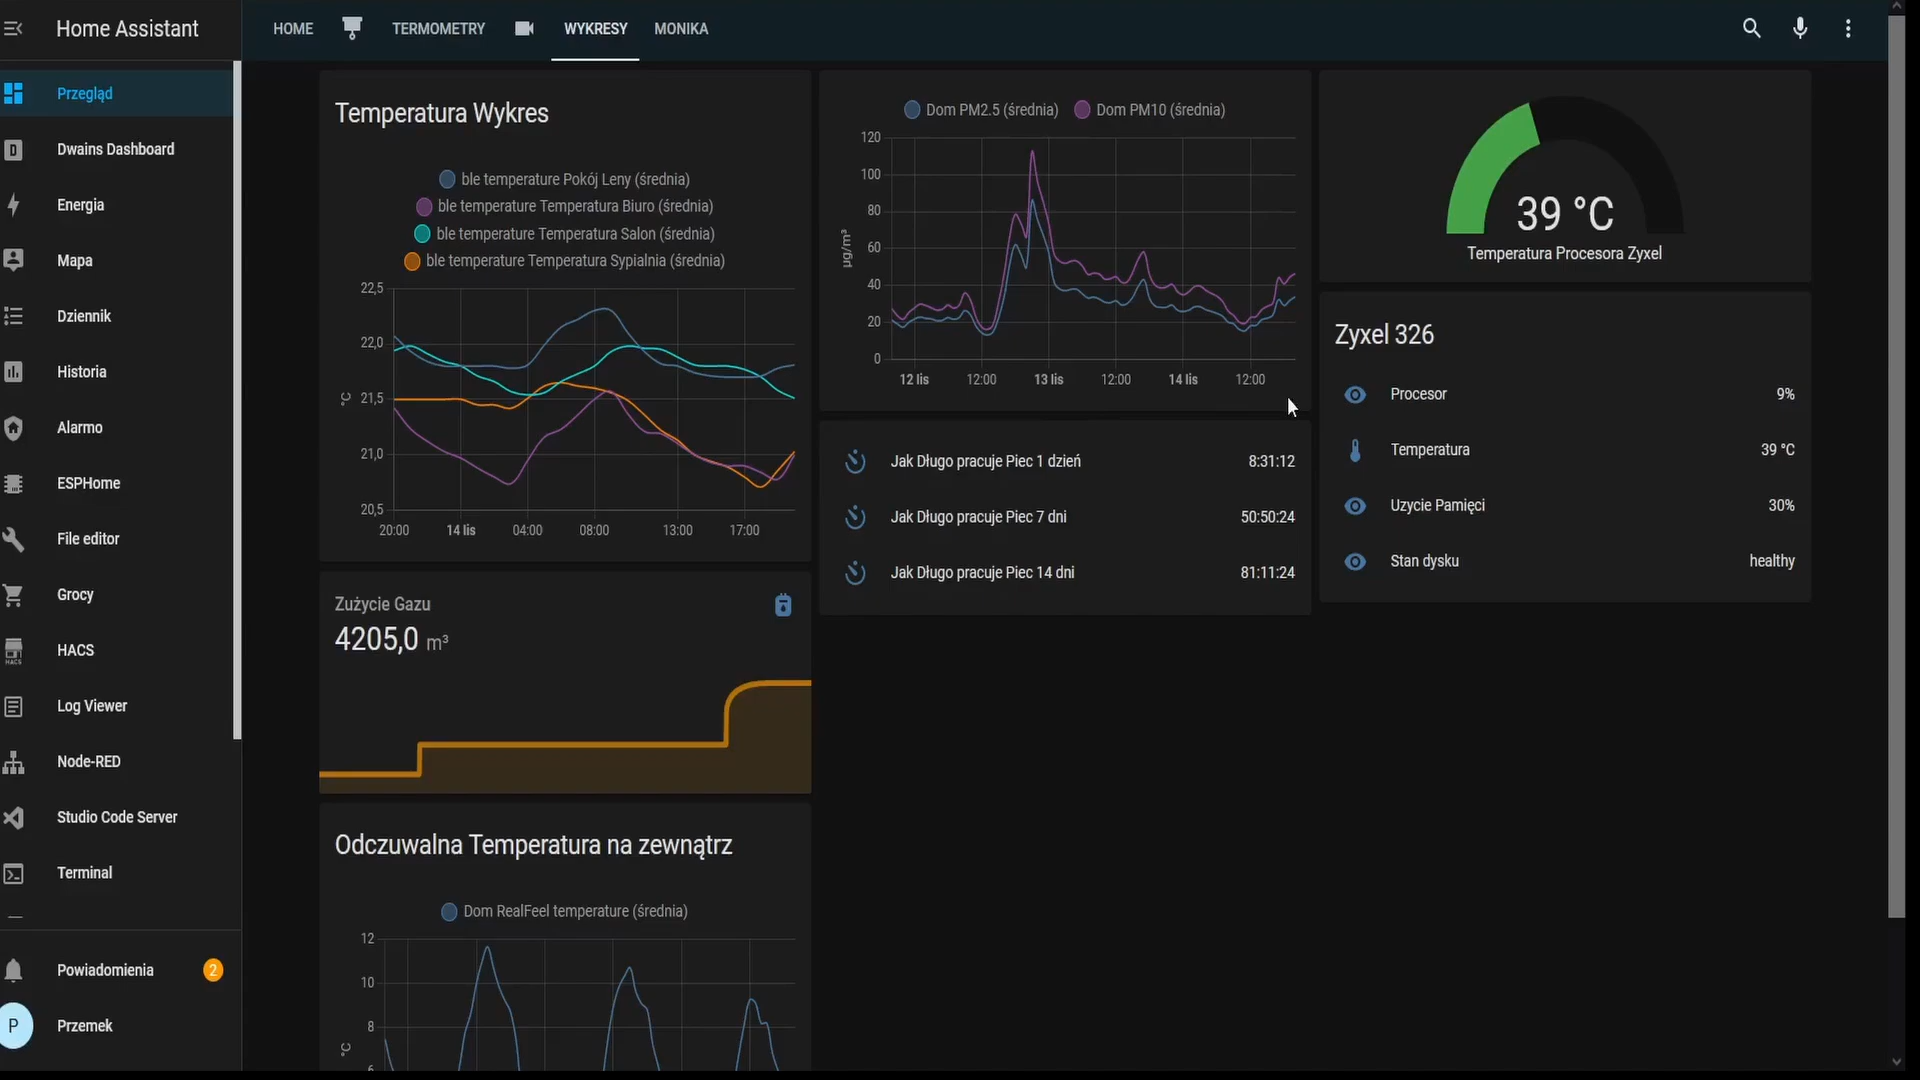 Home Assistant
HOME
TERMOMETRY
WYKRESY
MONIKA
Przegląd
Dwains Dashboard
Energia
Mapa
Dziennik
Historia
Alarmo
ESPHome
File editor
Grocy
HACS
HACS
Log Viewer
Node-RED
Studio Code Server
Terminal
Powiadomienia
2
P
Przemek
Temperatura Wykres
ble temperature Pokój Leny (średnia)
ble temperature Temperatura Biuro (średnia)
ble temperature Temperatura Salon (średnia)
ble temperature Temperatura Sypialnia (średnia)
22,5
22,0
21,5
21,0
20,5
°C
20:00 14 lis 04:00 08:00 13:00 17:00
Zużycie Gazu
4205,0 m³
Odczuwalna Temperatura na zewnątrz
Dom RealFeel temperature (średnia)
12
10
8
6
°C
Dom PM2.5 (średnia) Dom PM10 (średnia)
120
100
80
60
40
20
0
µg/m³
12 lis 12:00 13 lis 12:00 14 lis 12:00
Jak Długo pracuje Piec 1 dzień 8:31:12
Jak Długo pracuje Piec 7 dni 50:50:24
Jak Długo pracuje Piec 14 dni 81:11:24
39 °C
Temperatura Procesora Zyxel
Zyxel 326
Procesor 9%
Temperatura 39 °C
Uzycie Pamięci 30%
Stan dysku healthy